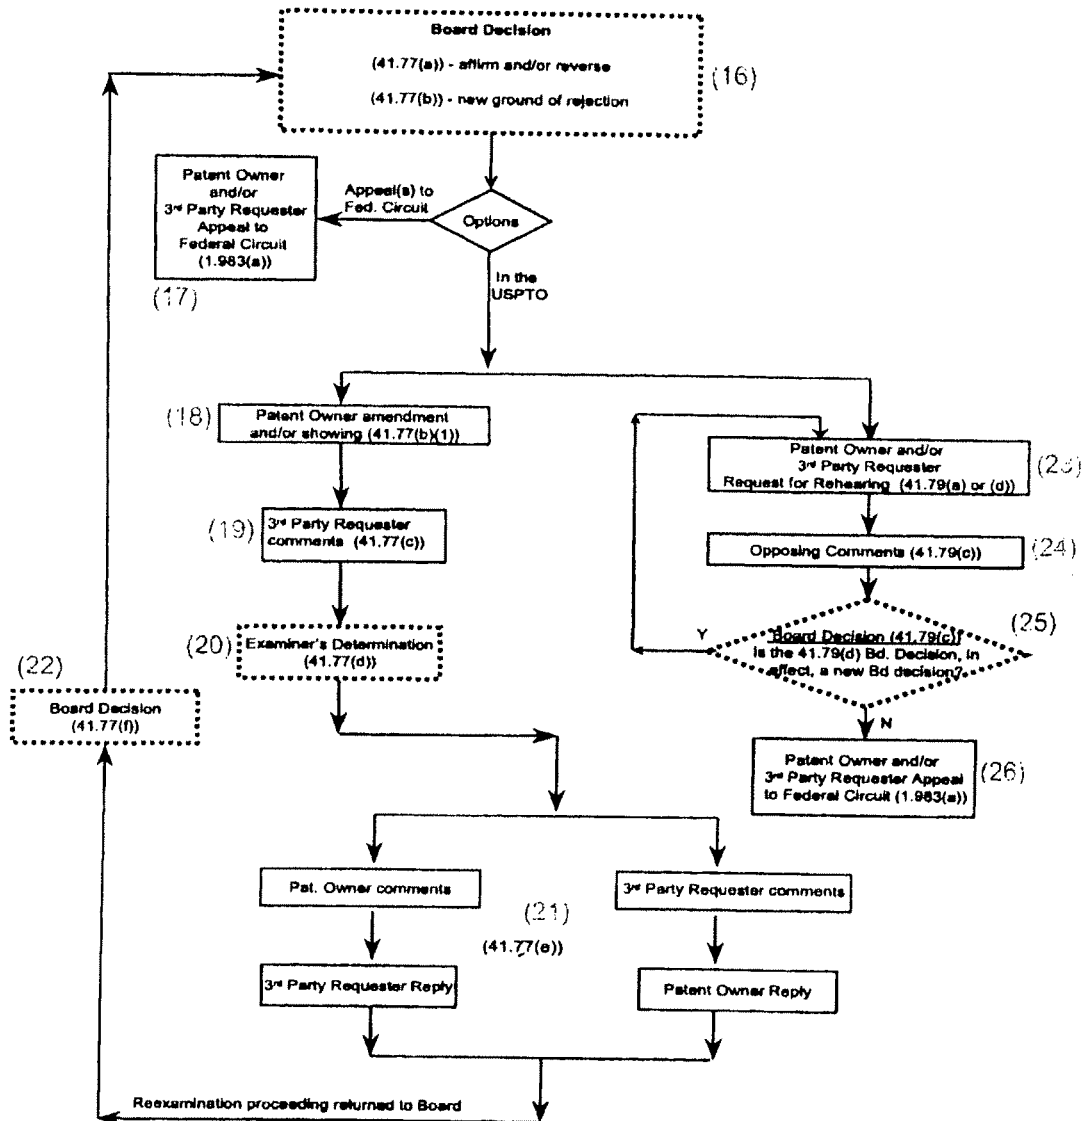 Board Decision
(41.77(a)) - affirm and/or reverse
(41.77(b)) - new ground of rejection
(16)
Patent Owner
and/or
3rd Party Requester
Appeal to
Federal Circuit
(1.983(a))
(17)
Appeal(s) to
Fed. Circuit
Options
In the
USPTO
(18)
Patent Owner amendment
and/or showing (41.77(b)(1))
(19)
3rd Party Requester
comments (41.77(c))
(20)
Examiner's Determination
(41.77(d))
Patent Owner and/or
3rd Party Requester
Request for Rehearing (41.79(a) or (d))
(23)
Opposing Comments (41.79(c))
(24)
Board Decision (41.79(c))
Is the 41.79(d) Bd. Decision, in
effect, a new Bd decision?
(25)
Y
N
Patent Owner and/or
3rd Party Requester Appeal
to Federal Circuit (1.983(a))
(26)
(22)
Board Decision
(41.77(f))
Pat. Owner comments
3rd Party Requester comments
(21)
(41.77(e))
3rd Party Requester Reply
Patent Owner Reply
Reexamination proceeding returned to Board